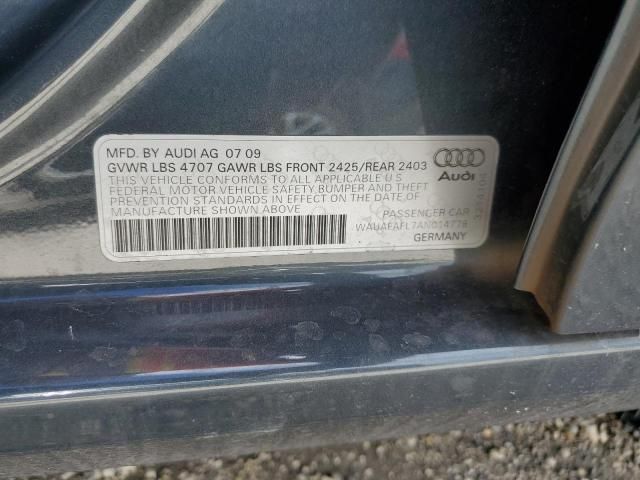 MFD. BY AUDI AG 07 09
GVWR LBS 4707 GAWR LBS FRONT 2425/REAR 2403
THIS VEHICLE CONFORMS TO ALL APPLICABLE U.S.
FEDERAL MOTOR VEHICLE SAFETY, BUMPER AND THEFT
PREVENTION STANDARDS IN EFFECT ON THE DATE OF
MANUFACTURE SHOWN ABOVE
Audi
PASSENGER CAR
WAUAFAFL7AN014778
GERMANY